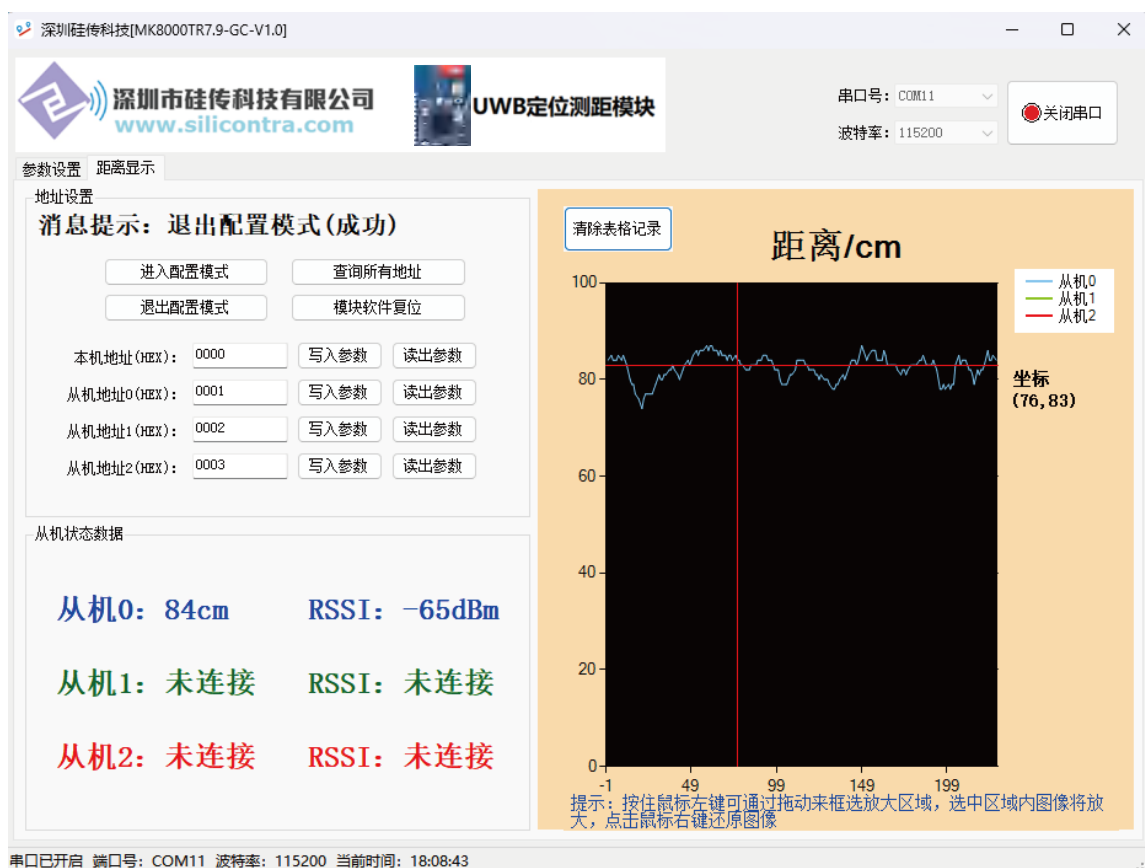 深圳硅传科技[MK8000TR7.9-GC-V1.0]
深圳市硅传科技有限公司
www.silicontra.com
UWB定位测距模块
串口号: COM11
波特率: 115200
关闭串口
参数设置 距离显示
地址设置
消息提示: 退出配置模式(成功)
进入配置模式 查询所有地址
退出配置模式 模块软件复位
本机地址(HEX): 0000 写入参数 读出参数
从机地址0(HEX): 0001 写入参数 读出参数
从机地址1(HEX): 0002 写入参数 读出参数
从机地址2(HEX): 0003 写入参数 读出参数
从机状态数据
从机0: 84cm RSSI: -65dBm
从机1: 未连接 RSSI: 未连接
从机2: 未连接 RSSI: 未连接
清除表格记录
距离/cm
100
80
60
40
20
0
-1 49 99 149 199
从机0
从机1
从机2
坐标
(76,83)
提示: 按住鼠标左键可通过拖动来框选放大区域, 选中区域内图像将放
大, 点击鼠标右键还原图像
串口已开启 端口号: COM11 波特率: 115200 当前时间: 18:08:43